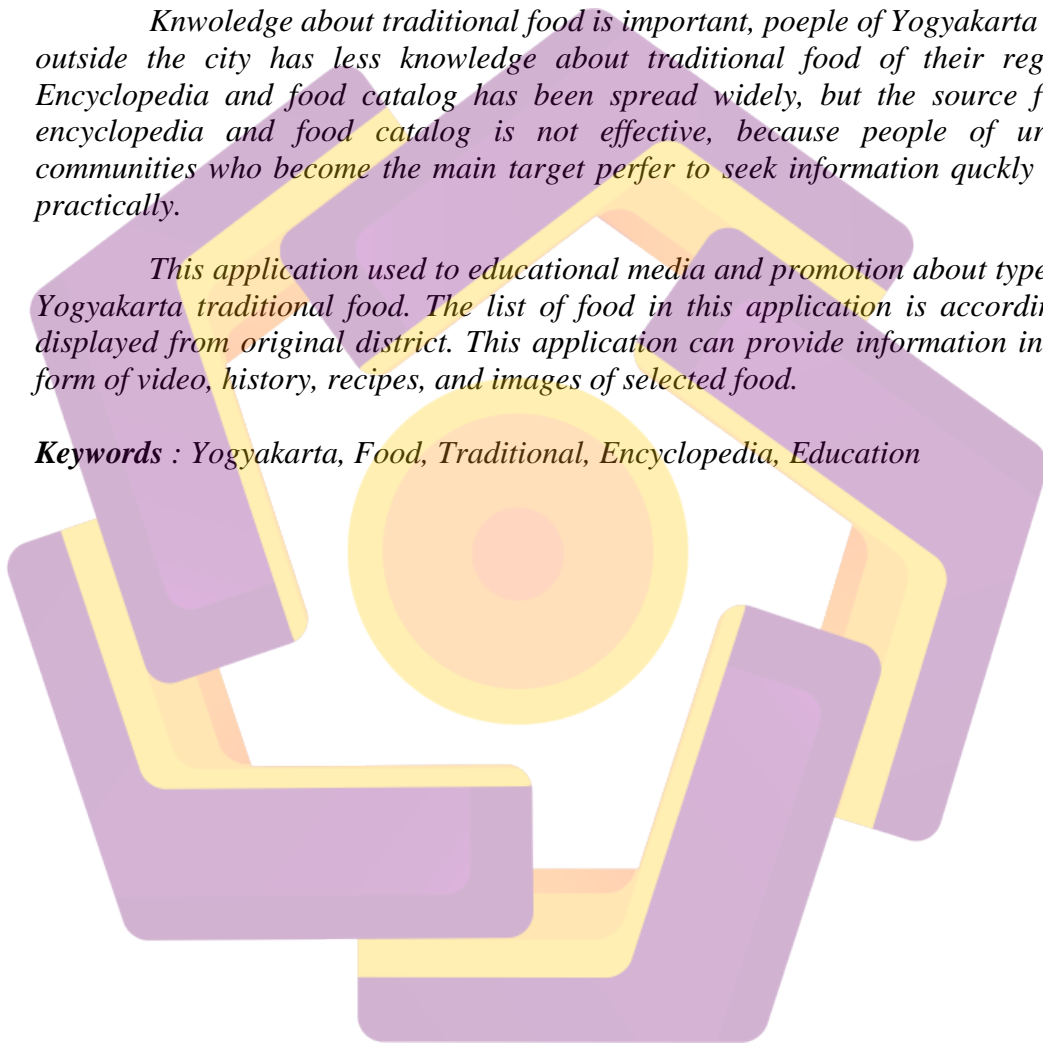 Knwoledge about traditional food is important, poeple of Yogyakarta
outside the city has less knowledge about traditional food of their reg
Encyclopedia and food catalog has been spread widely, but the source f
encyclopedia and food catalog is not effective, because people of ur
communities who become the main target perfer to seek information quckly
practically.
This application used to educational media and promotion about type
Yogyakarta traditional food. The list of food in this application is accordin
displayed from original district. This application can provide information in
form of video, history, recipes, and images of selected food.
Keywords : Yogyakarta, Food, Traditional, Encyclopedia, Education